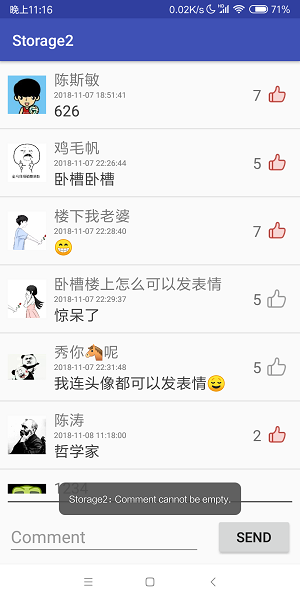 晚上11:16 0.02K/s 71%
Storage2
陈斯敏
2018-11-07 18:51:41
626
7
鸡毛帆
2018-11-07 22:26:44
卧槽卧槽
5
楼下我老婆
2018-11-07 22:28:40
😁
7
卧槽楼上怎么可以发表情
2018-11-07 22:29:37
惊呆了
5
秀你🐴呢
2018-11-07 22:31:48
我连头像都可以发表情😌
5
陈涛
2018-11-08 11:18:00
哲学家
2
1234
Storage2: Comment cannot be empty.
Comment
SEND